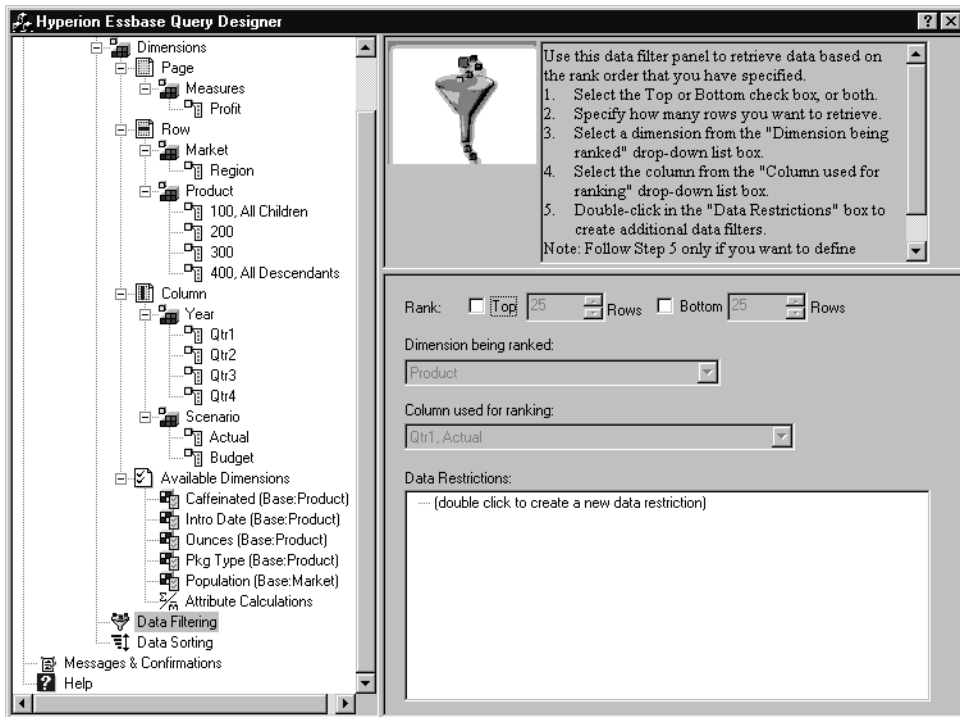 Hyperion Essbase Query Designer
Dimensions
Page
Measures
Profit
Row
Market
Region
Product
100, All Children
200
300
400, All Descendants
Column
Year
Qtr1
Qtr2
Qtr3
Qtr4
Scenario
Actual
Budget
Available Dimensions
Caffeinated (Base:Product)
Intro Date (Base:Product)
Ounces (Base:Product)
Pkg Type (Base:Product)
Population (Base:Market)
Attribute Calculations
Data Filtering
Data Sorting
Messages & Confirmations
Help
Use this data filter panel to retrieve data based on
the rank order that you have specified.
1. Select the Top or Bottom check box, or both.
2. Specify how many rows you want to retrieve.
3. Select a dimension from the "Dimension being
ranked" drop-down list box.
4. Select the column from the "Column used for
ranking" drop-down list box.
5. Double-click in the "Data Restrictions" box to
create additional data filters.
Note: Follow Step 5 only if you want to define
Rank: Top 25 Rows Bottom 25 Rows
Dimension being ranked:
Product
Column used for ranking:
Qtr1, Actual
Data Restrictions:
(double click to create a new data restriction)